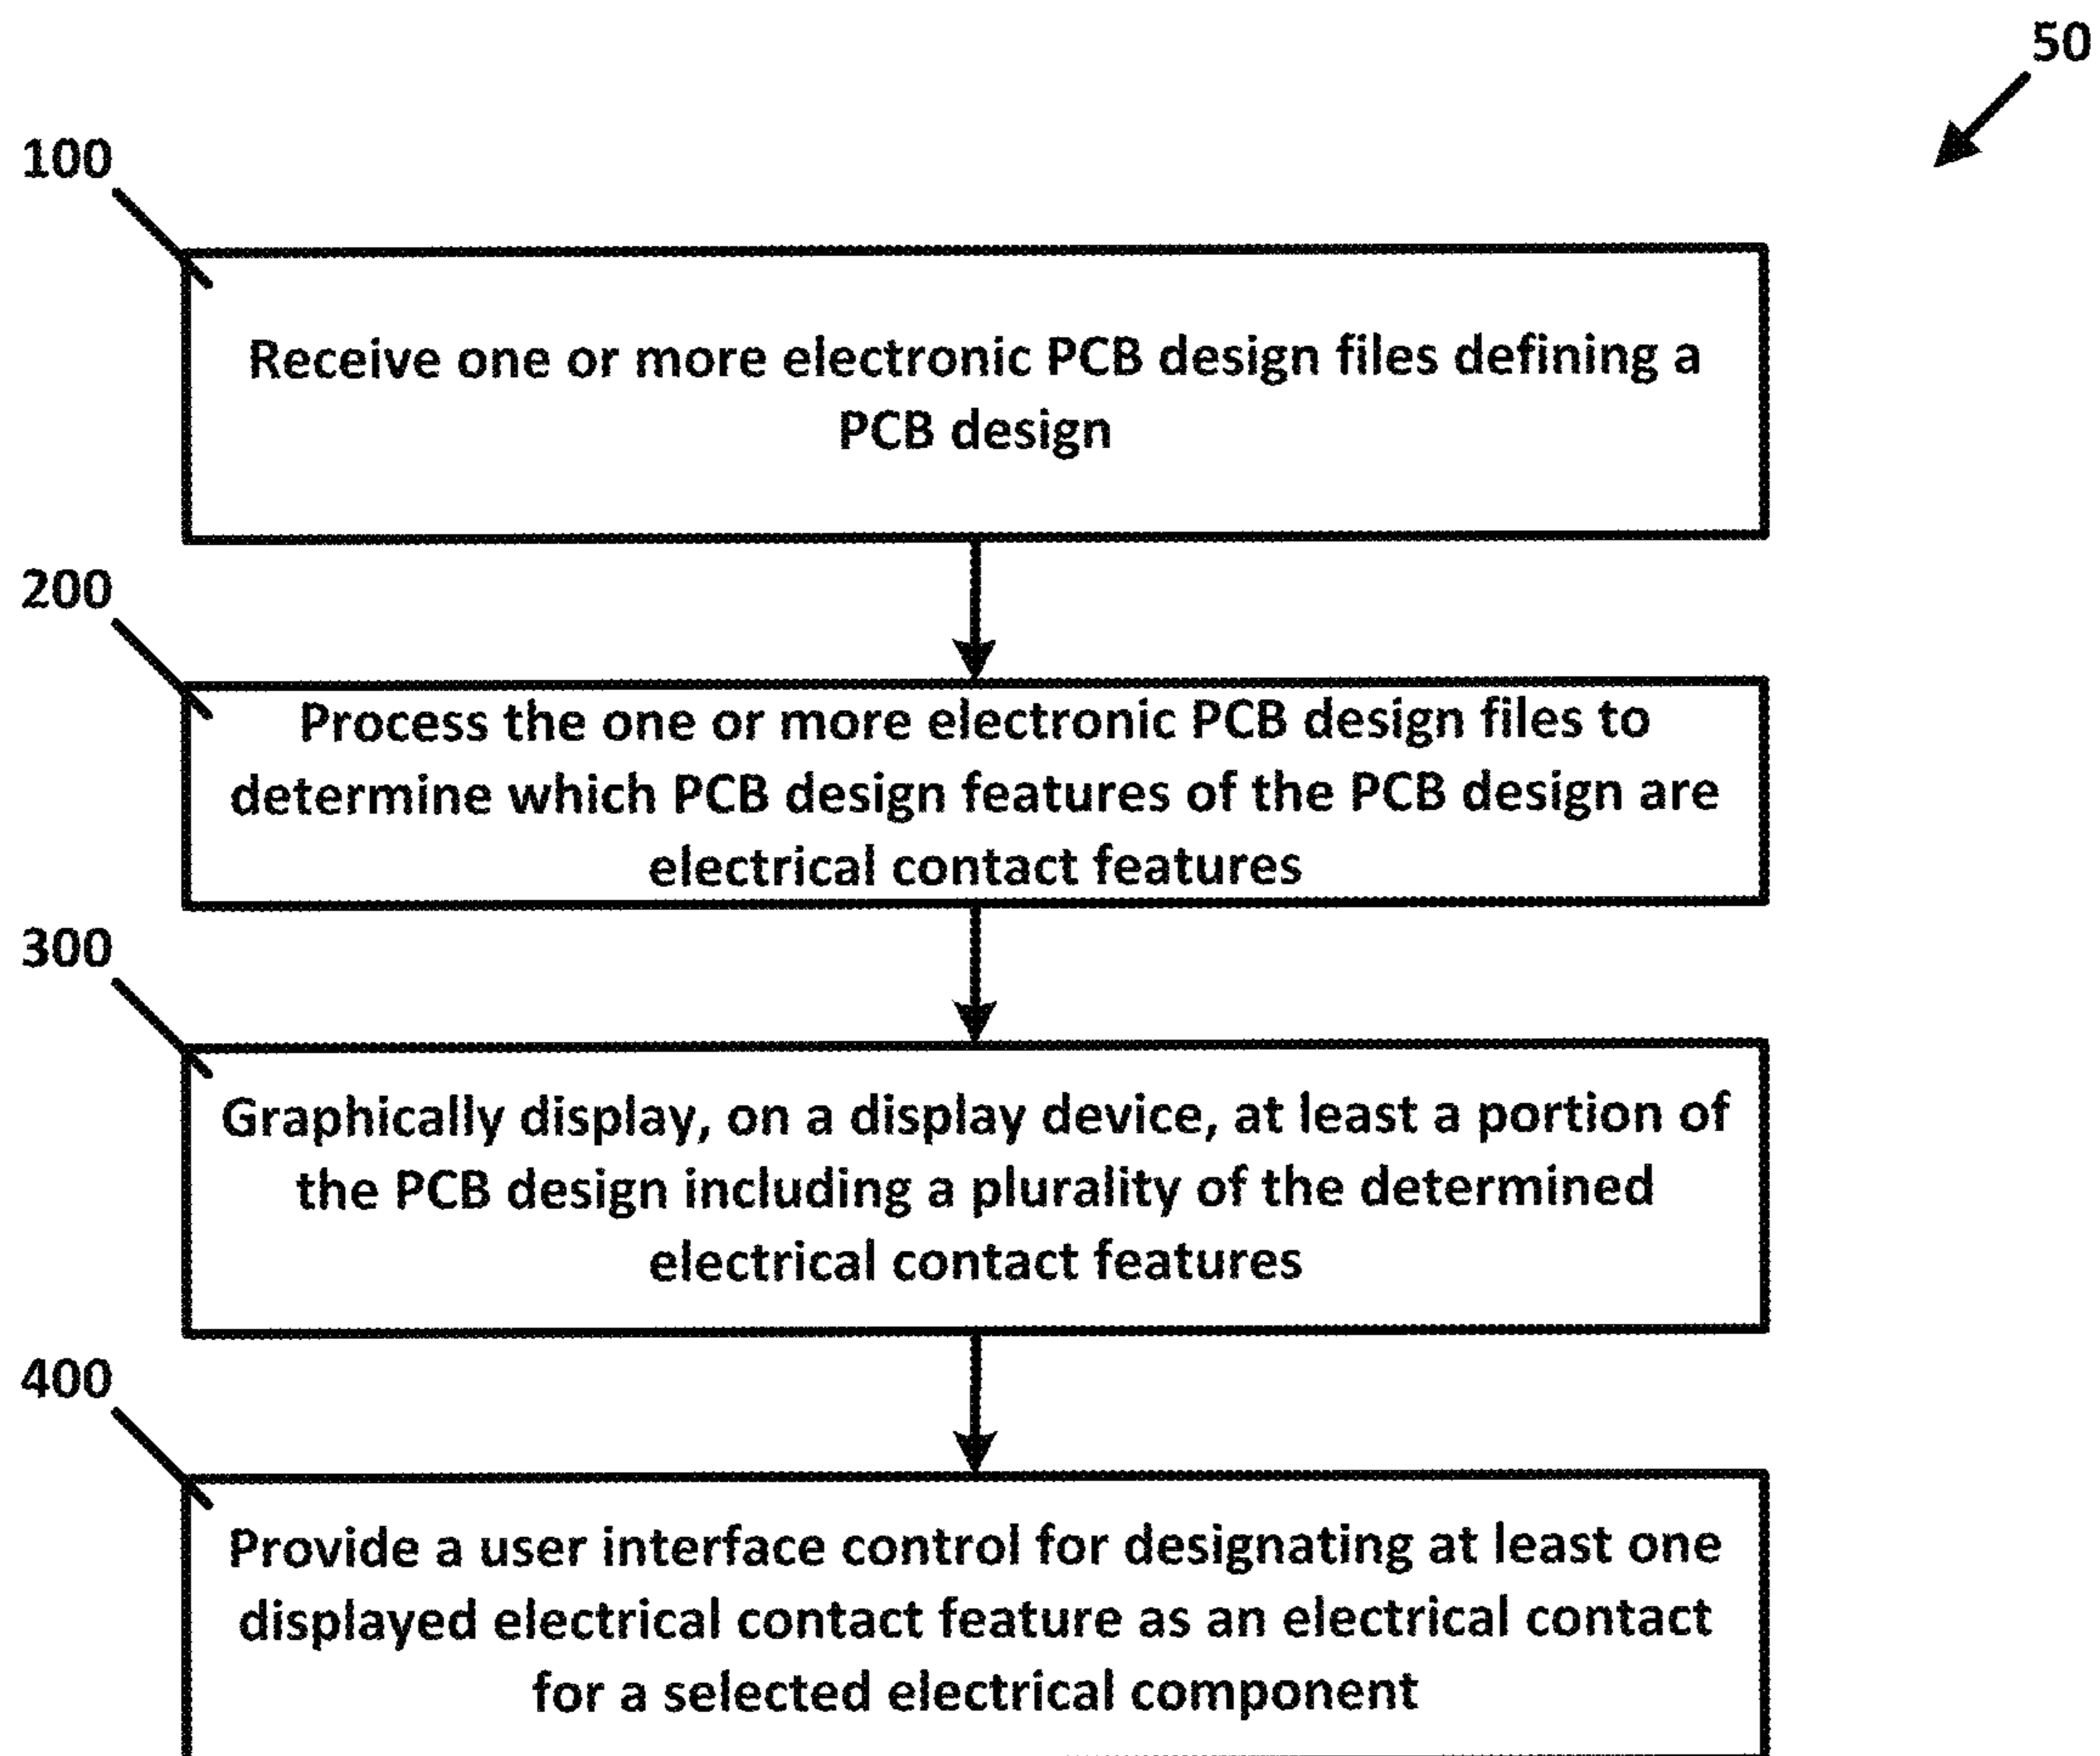 50
100
Receive one or more electronic PCB design files defining a
PCB design
200
Process the one or more electronic PCB design files to
determine which PCB design features of the PCB design are
electrical contact features
300
Graphically display, on a display device, at least a portion of
the PCB design including a plurality of the determined
electrical contact features
400
Provide a user interface control for designating at least one
displayed electrical contact feature as an electrical contact
for a selected electrical component